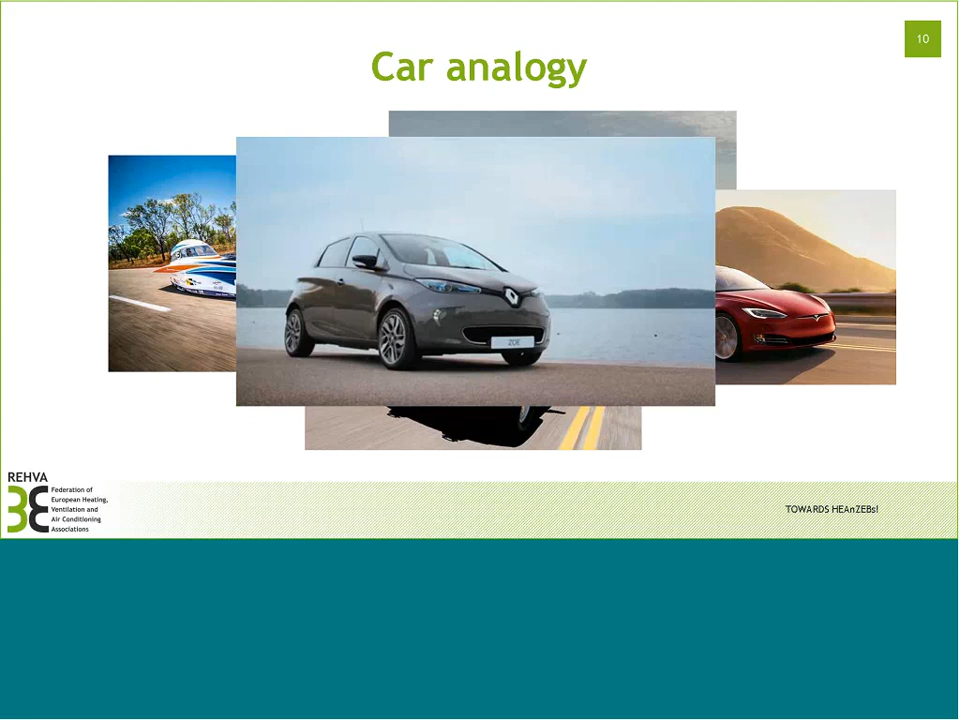 10
Car analogy
ZOE
REHVA
Federation of
European Heating,
Ventilation and
Air Conditioning
Associations
TOWARDS HEAnZEBs!